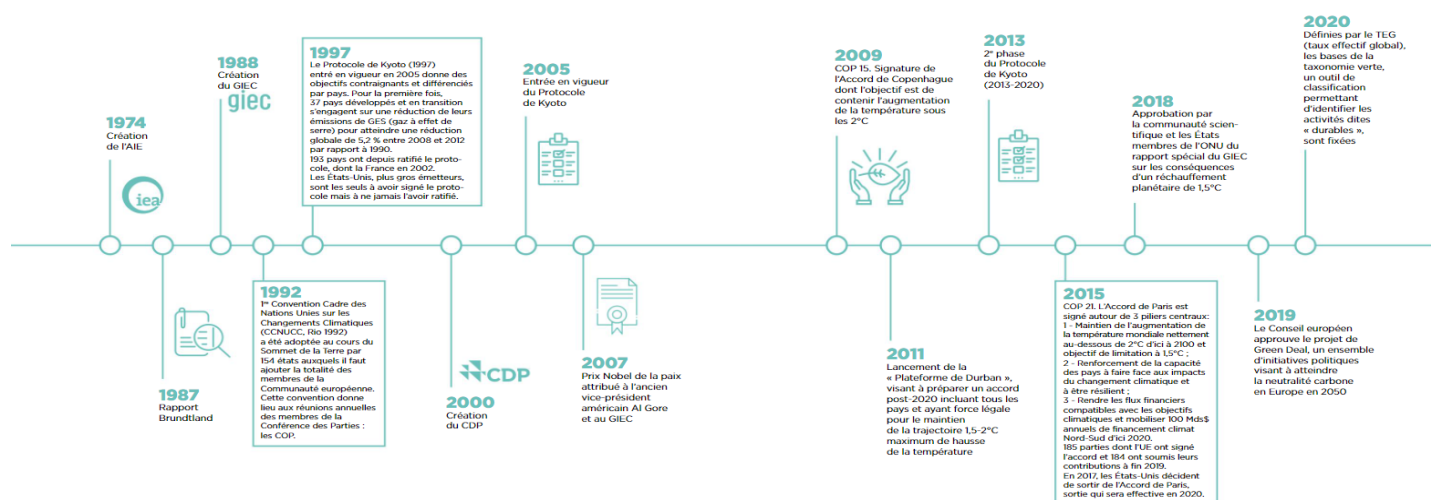 1974
Création
de l'AIE
iea
1987
Rapport
Brundtland
1988
Création
du GIEC
giec
1992
1re Convention Cadre des
Nations Unies sur les
Changements Climatiques
(CCNUCC, Rio 1992)
a été adoptée au cours du
Sommet de la Terre par
154 états auxquels il faut
ajouter la totalité des
membres de la
Communauté européenne.
Cette convention donne
lieu aux réunions annuelles
des membres de la
Conférence des Parties :
les COP.
1997
Le Protocole de Kyoto (1997)
entré en vigueur en 2005 donne des
objectifs contraignants et différenciés
par pays. Pour la première fois,
37 pays développés et en transition
s'engagent sur une réduction de leurs
émissions de GES (gaz à effet de
serre) pour atteindre une réduction
globale de 5,2 % entre 2008 et 2012
par rapport à 1990.
193 pays ont depuis ratifié le proto-
cole, dont la France en 2002.
Les États-Unis, plus gros émetteurs,
sont les seuls à avoir signé le proto-
cole mais à ne jamais l'avoir ratifié.
CDP
2000
Création
du CDP
2005
Entrée en vigueur
du Protocole
de Kyoto
2007
Prix Nobel de la paix
attribué à l'ancien
vice-président
américain Al Gore
et au GIEC
2009
COP 15. Signature de
l'Accord de Copenhague
dont l'objectif est de
contenir l'augmentation
de la température sous
les 2°C
2011
Lancement de la
« Plateforme de Durban »,
visant à préparer un accord
post-2020 incluant tous les
pays et ayant force légale
pour le maintien
de la trajectoire 1,5-2°C
maximum de hausse
de la température
2013
2e phase
du Protocole
de Kyoto
(2013-2020)
2015
COP 21. L'Accord de Paris est
signé autour de 3 piliers centraux:
1 - Maintien de l'augmentation de
la température mondiale nettement
au-dessous de 2°C d'ici à 2100 et
objectif de limitation à 1,5°C ;
2 - Renforcement de la capacité
des pays à faire face aux impacts
du changement climatique et
à être résilient ;
3 - Rendre les flux financiers
compatibles avec les objectifs
climatiques et mobiliser 100 Mds$
annuels de financement climat
Nord-Sud d'ici 2020.
185 parties dont l'UE ont signé
l'accord et 184 ont soumis leurs
contributions à fin 2019.
En 2017, les États-Unis décident
de sortir de l'Accord de Paris,
sortie qui sera effective en 2020.
2018
Approbation par
la communauté scien-
tifique et les États
membres de l'ONU du
rapport spécial du GIEC
sur les conséquences
d'un réchauffement
planétaire de 1,5°C
2019
Le Conseil européen
approuve le projet de
Green Deal, un ensemble
d'initiatives politiques
visant à atteindre
la neutralité carbone
en Europe en 2050
2020
Définies par le TEG
(taux effectif global),
les bases de la
taxonomie verte,
un outil de
classification
permettant
d'identifier les
activités dites
« durables »,
sont fixées